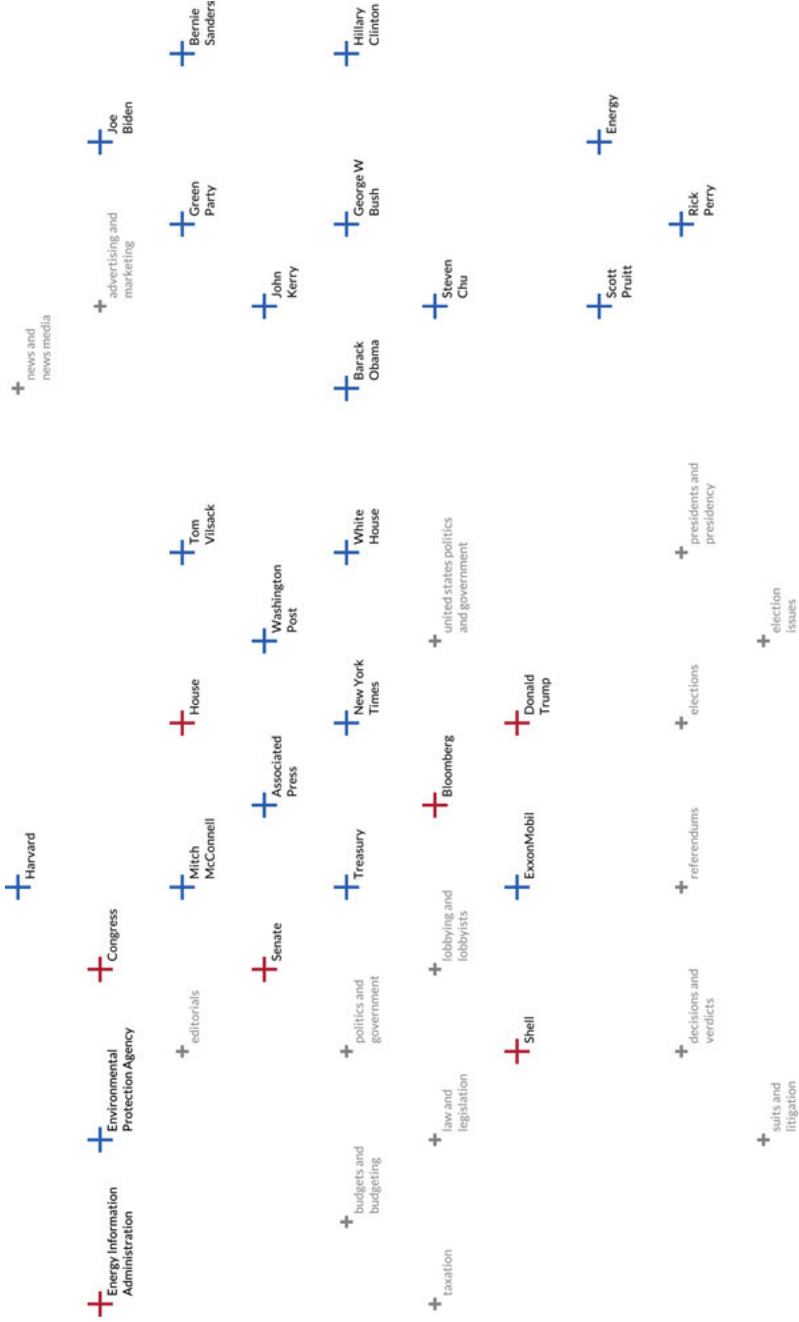 Harvard
news and
news media
Energy Information
Administration
Environmental
Protection Agency
Congress
advertising and
marketing
Joe
Biden
editorials
Mitch
McConnell
House
Tom
Vilsack
Green
Party
Bernie
Sanders
Senate
Associated
Press
Washington
Post
John
Kerry
budgets and
budgeting
politics and
government
Treasury
New York
Times
White
House
Barack
Obama
George W
Bush
Hillary
Clinton
taxation
law and
legislation
lobbying and
lobbyists
Bloomberg
united states politics
and government
Steven
Chu
Shell
ExxonMobil
Donald
Trump
Scott
Pruitt
Energy
decisions and
verdicts
referendums
elections
presidents and
presidency
Rick
Perry
suits and
litigation
election
issues